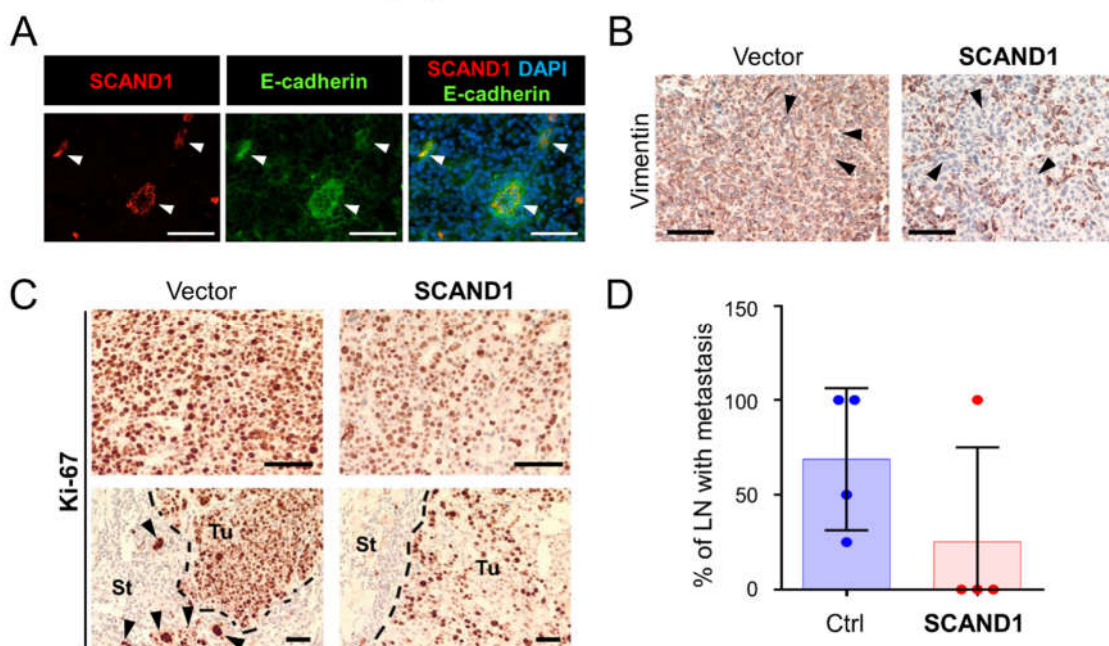 A
SCAND1
E-cadherin
SCAND1 DAPI
E-cadherin
B
Vector
SCAND1
Vimentin
C
Vector
SCAND1
Ki-67
Tu
St
St
Tu
D
% of LN with metastasis
150
100
50
0
Ctrl
SCAND1